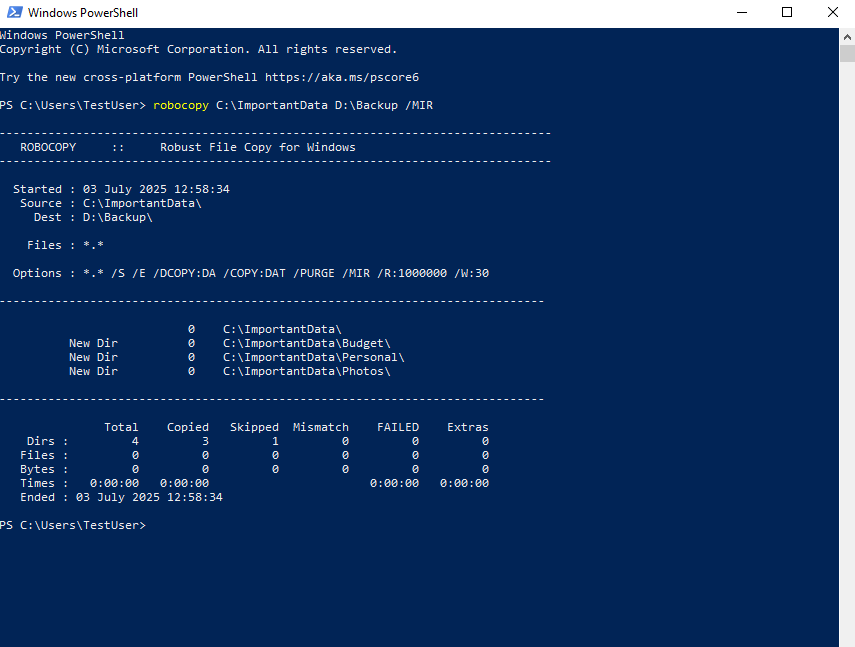 Windows PowerShell
Windows PowerShell
Copyright (C) Microsoft Corporation. All rights reserved.
Try the new cross-platform PowerShell https://aka.ms/pscore6
PS C:\Users\TestUser> robocopy C:\ImportantData D:\Backup /MIR
-------------------------------------------------------------------------------
   ROBOCOPY     ::     Robust File Copy for Windows
-------------------------------------------------------------------------------
  Started : 03 July 2025 12:58:34
   Source : C:\ImportantData\
     Dest : D:\Backup\
    Files : *.*
  Options : *.* /S /E /DCOPY:DA /COPY:DAT /PURGE /MIR /R:1000000 /W:30
------------------------------------------------------------------------------
                           0    C:\ImportantData\
          New Dir          0    C:\ImportantData\Budget\
          New Dir          0    C:\ImportantData\Personal\
          New Dir          0    C:\ImportantData\Photos\
------------------------------------------------------------------------------
               Total    Copied   Skipped  Mismatch    FAILED    Extras
    Dirs :         4         3         1         0         0         0
   Files :         0         0         0         0         0         0
   Bytes :         0         0         0         0         0         0
   Times :   0:00:00   0:00:00                       0:00:00   0:00:00
   Ended : 03 July 2025 12:58:34
PS C:\Users\TestUser>